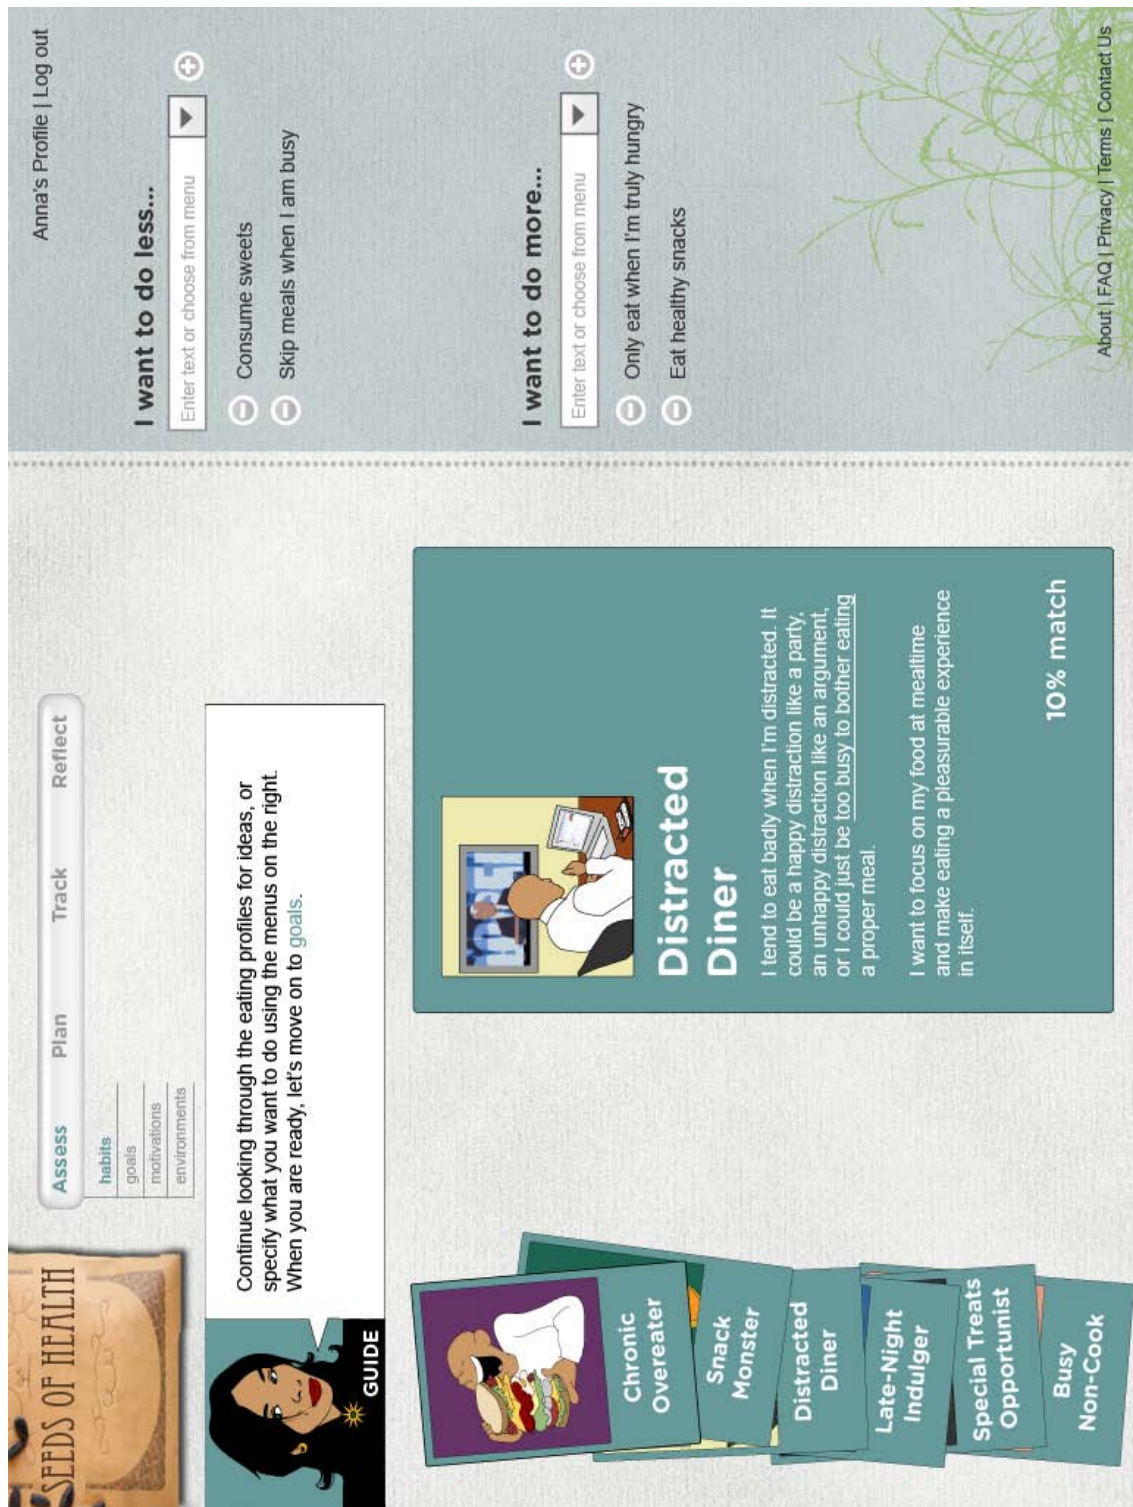 SEEDS OF HEALTH
Assess Plan Track Reflect
habits
goals
motivations
environments
Anna's Profile | Log out
GUIDE
Continue looking through the eating profiles for ideas, or
specify what you want to do using the menus on the right.
When you are ready, let's move on to goals.
Chronic
Overeater
Snack
Monster
Distracted
Diner
Late-Night
Indulger
Special Treats
Opportunist
Busy
Non-Cook
Distracted
Diner
I tend to eat badly when I'm distracted. It
could be a happy distraction like a party,
an unhappy distraction like an argument,
or I could just be too busy to bother eating
a proper meal.
I want to focus on my food at mealtime
and make eating a pleasurable experience
in itself.
10% match
I want to do less...
Enter text or choose from menu
Consume sweets
Skip meals when I am busy
I want to do more...
Enter text or choose from menu
Only eat when I'm truly hungry
Eat healthy snacks
About | FAQ | Privacy | Terms | Contact Us